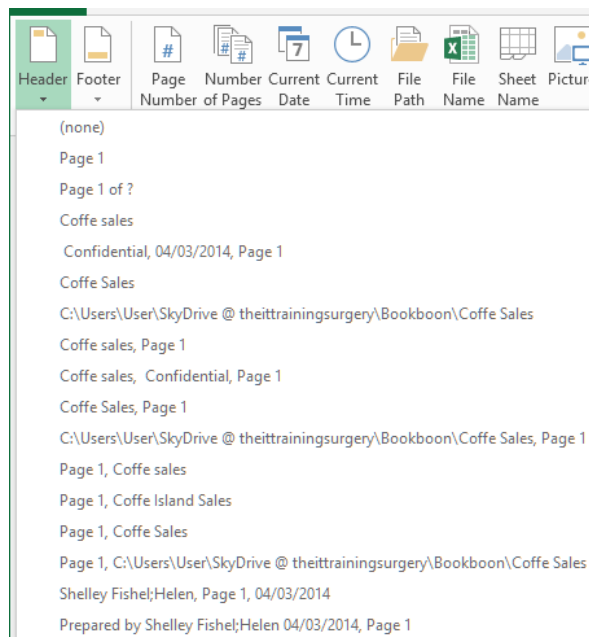 Header Footer Page Number Current Current File File Sheet Pictur
Number of Pages Date Time Path Name Name
(none)
Page 1
Page 1 of ?
Coffe sales
Confidential, 04/03/2014, Page 1
Coffe Sales
C:\Users\User\SkyDrive @ theittrainingsurgery\Bookboon\Coffe Sales
Coffe sales, Page 1
Coffe sales,  Confidential, Page 1
Coffe Sales, Page 1
C:\Users\User\SkyDrive @ theittrainingsurgery\Bookboon\Coffe Sales, Page 1
Page 1, Coffe sales
Page 1, Coffe Island Sales
Page 1, Coffe Sales
Page 1, C:\Users\User\SkyDrive @ theittrainingsurgery\Bookboon\Coffe Sales
Shelley Fishel;Helen, Page 1, 04/03/2014
Prepared by Shelley Fishel;Helen 04/03/2014, Page 1